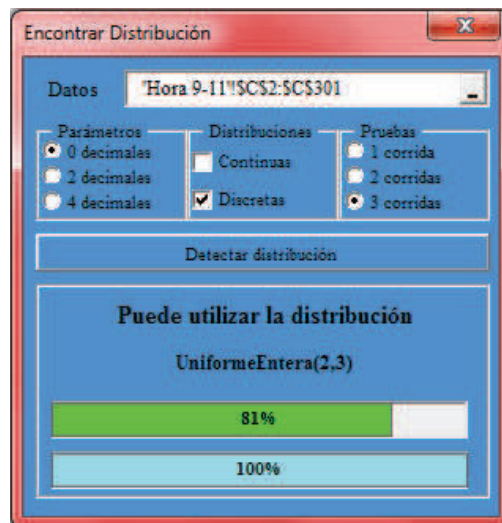 Encontrar Distribución
Datos
'Hora 9-11'!$C$2:$C$301
Parámetros
0 decimales
2 decimales
4 decimales
Distribuciones
Continuas
Discretas
Pruebas
1 corrida
2 corridas
3 corridas
Detectar distribución
Puede utilizar la distribución
UniformeEntera(2,3)
81%
100%